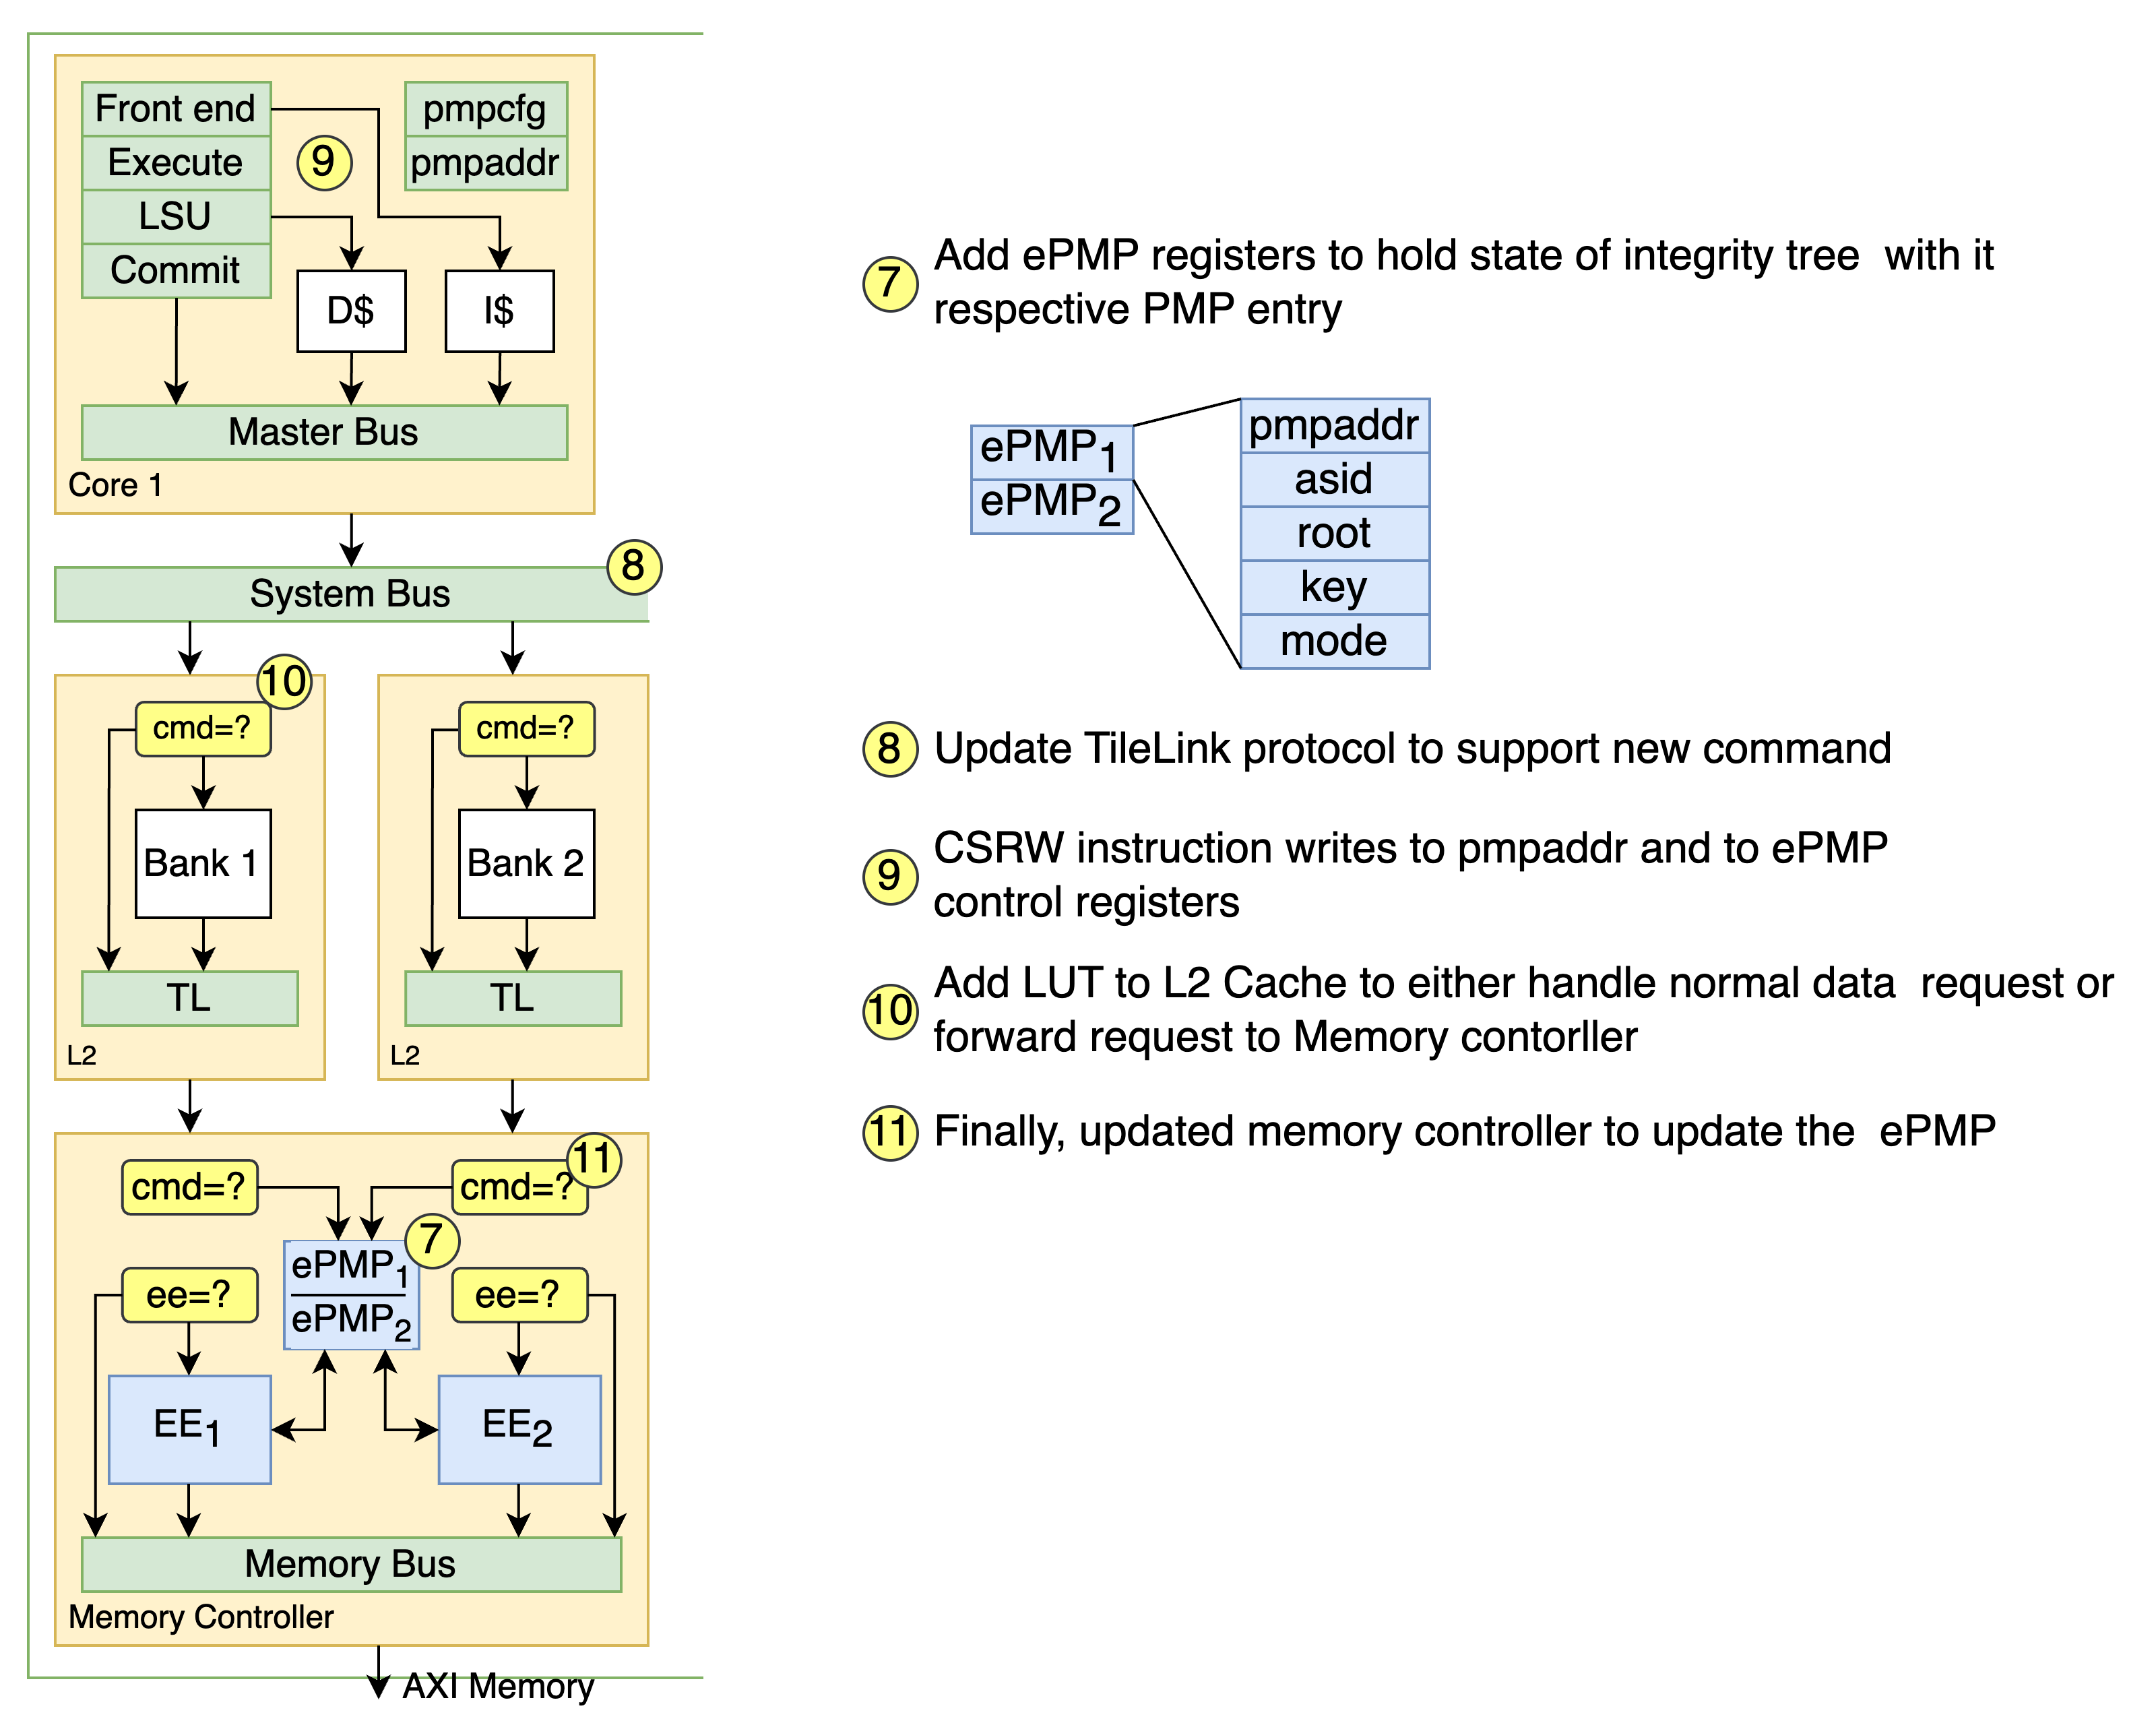 Front end
Execute
LSU
Commit
9
pmpcfg
pmpaddr
D$
I$
Master Bus
Core 1
8
System Bus
10
cmd=?
cmd=?
Bank 1
Bank 2
TL
TL
L2
L2
11
cmd=?
cmd=?
7
ePMP1
ePMP2
ee=?
ee=?
EE1
EE2
Memory Bus
Memory Controller
AXI Memory
7
Add ePMP registers to hold state of integrity tree with it
respective PMP entry
ePMP1
ePMP2
pmpaddr
asid
root
key
mode
8
Update TileLink protocol to support new command
9
CSRW instruction writes to pmpaddr and to ePMP
control registers
10
Add LUT to L2 Cache to either handle normal data request or
forward request to Memory contorller
11
Finally, updated memory controller to update the ePMP